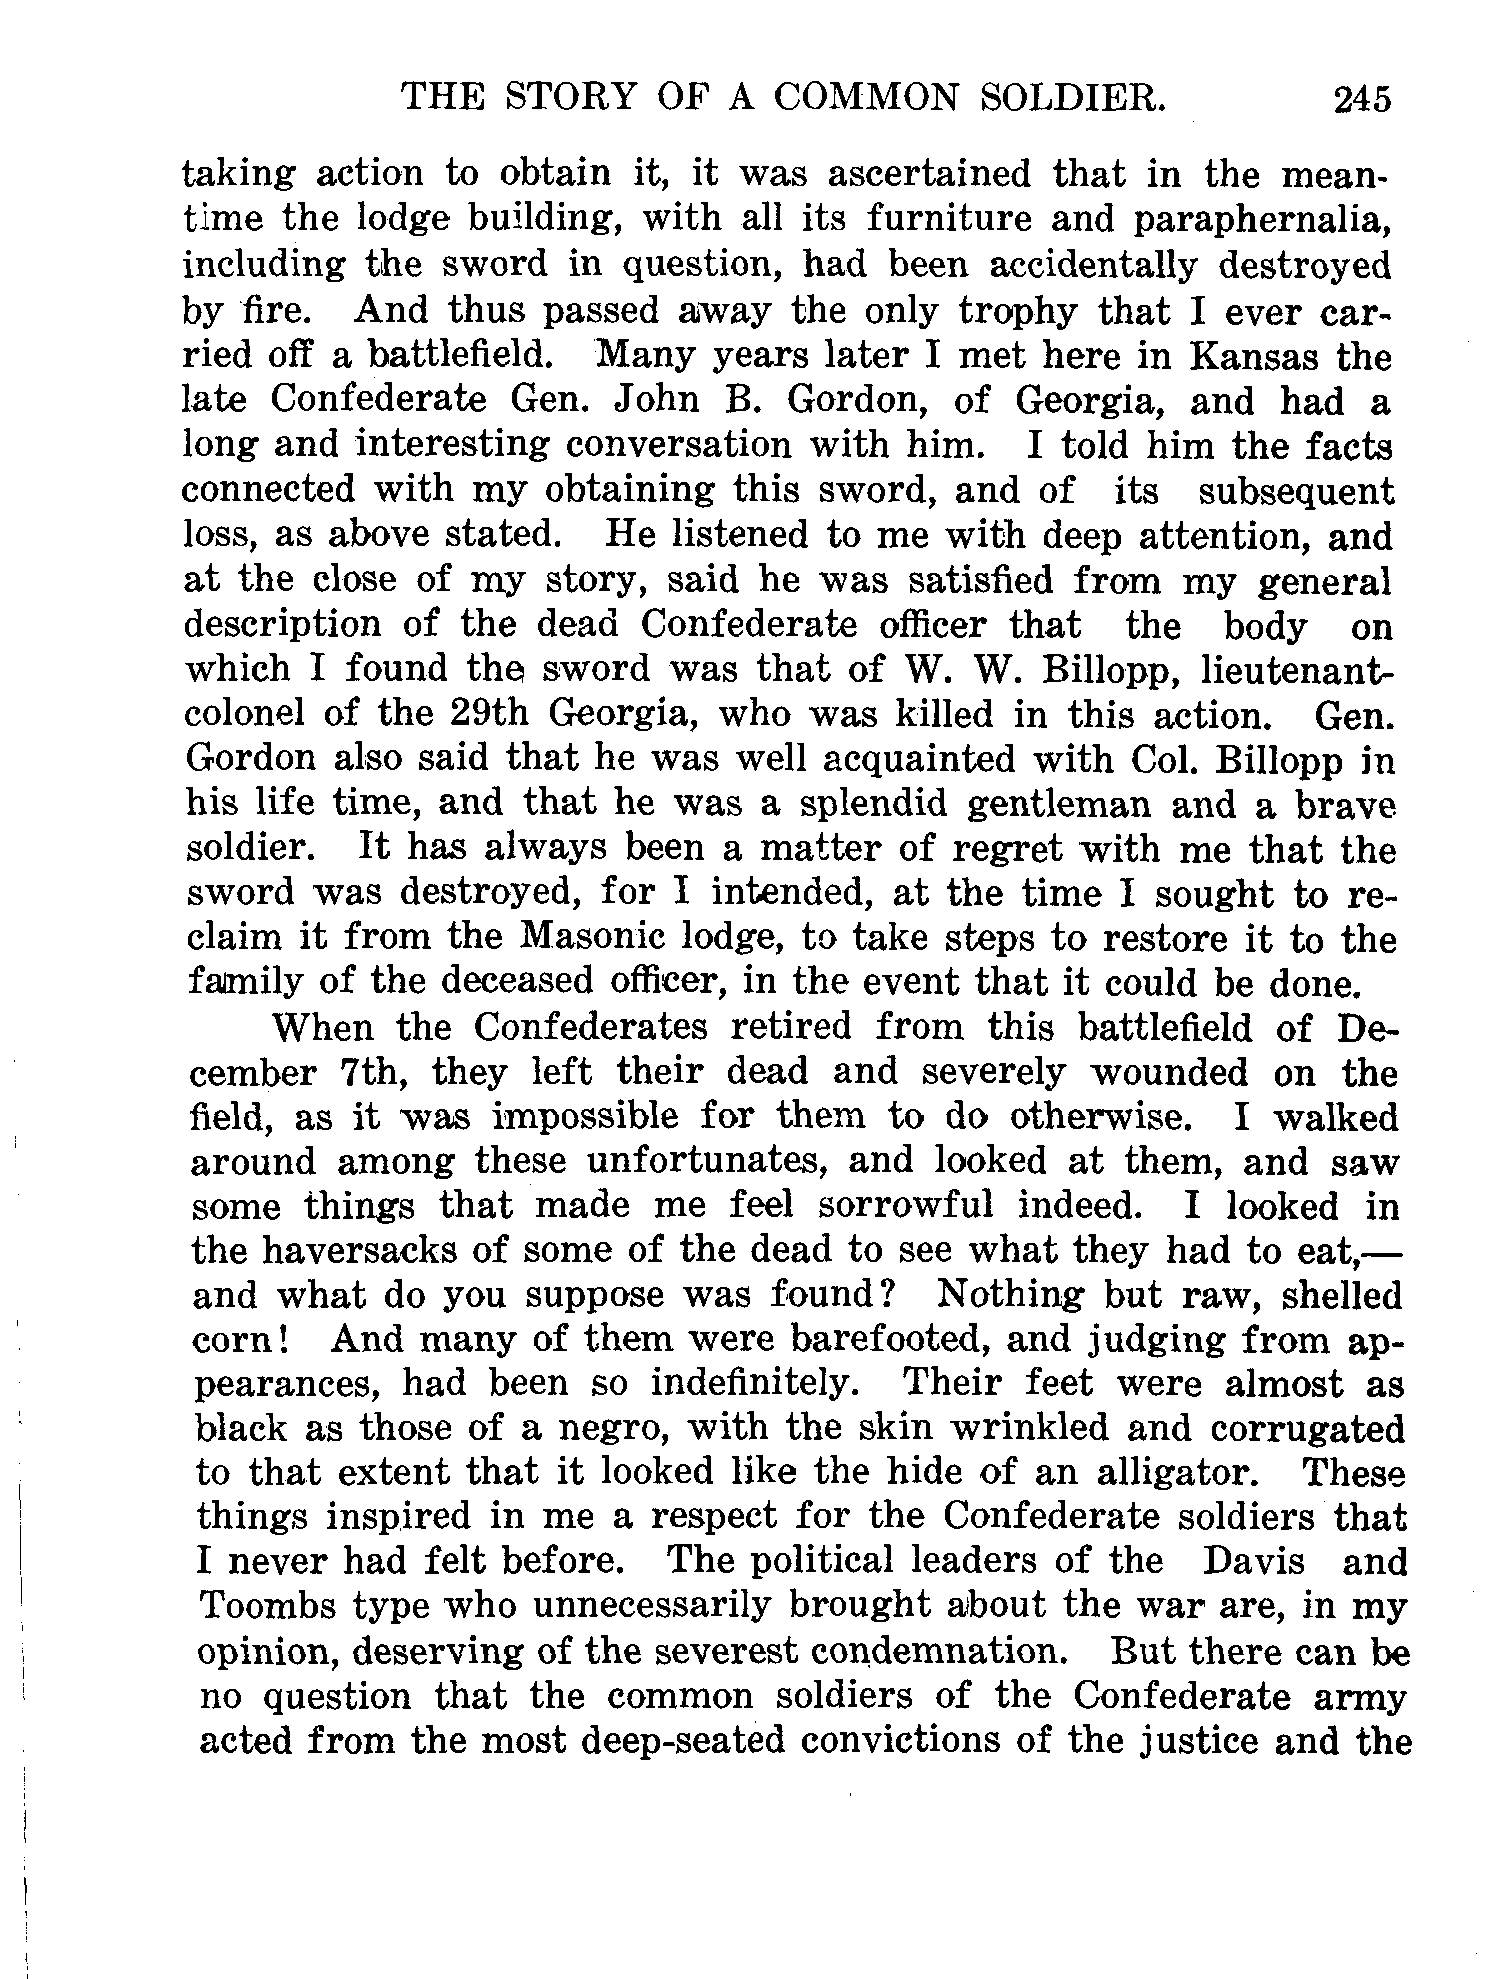 THE STORY OF A COMMON SOLDIER. 245
taking action to obtain it, it was ascertained that in the mean-
time the lodge building, with all its furniture and paraphernalia,
including the sword in question, had been accidentally destroyed
by fire. And thus passed away the only trophy that I ever car-
ried off a battlefield. Many years later I met here in Kansas the
late Confederate Gen. John B. Gordon, of Georgia, and had a
long and interesting conversation with him. I told him the facts
connected with my obtaining this sword, and of its subsequent
loss, as above stated. He listened to me with deep attention, and
at the close of my story, said he was satisfied from my general
description of the dead Confederate officer that the body on
which I found the sword was that of W. W. Billopp, lieutenant-
colonel of the 29th Georgia, who was killed in this action. Gen.
Gordon also said that he was well acquainted with Col. Billopp in
his life time, and that he was a splendid gentleman and a brave
soldier. It has always been a matter of regret with me that the
sword was destroyed, for I intended, at the time I sought to re-
claim it from the Masonic lodge, to take steps to restore it to the
family of the deceased officer, in the event that it could be done.
When the Confederates retired from this battlefield of De-
cember 7th, they left their dead and severely wounded on the
field, as it was impossible for them to do otherwise. I walked
around among these unfortunates, and looked at them, and saw
some things that made me feel sorrowful indeed. I looked in
the haversacks of some of the dead to see what they had to eat,—
and what do you suppose was found? Nothing but raw, shelled
corn! And many of them were barefooted, and judging from ap-
pearances, had been so indefinitely. Their feet were almost as
black as those of a negro, with the skin wrinkled and corrugated
to that extent that it looked like the hide of an alligator. These
things inspired in me a respect for the Confederate soldiers that
I never had felt before. The political leaders of the Davis and
Toombs type who unnecessarily brought about the war are, in my
opinion, deserving of the severest condemnation. But there can be
no question that the common soldiers of the Confederate army
acted from the most deep-seated convictions of the justice and the